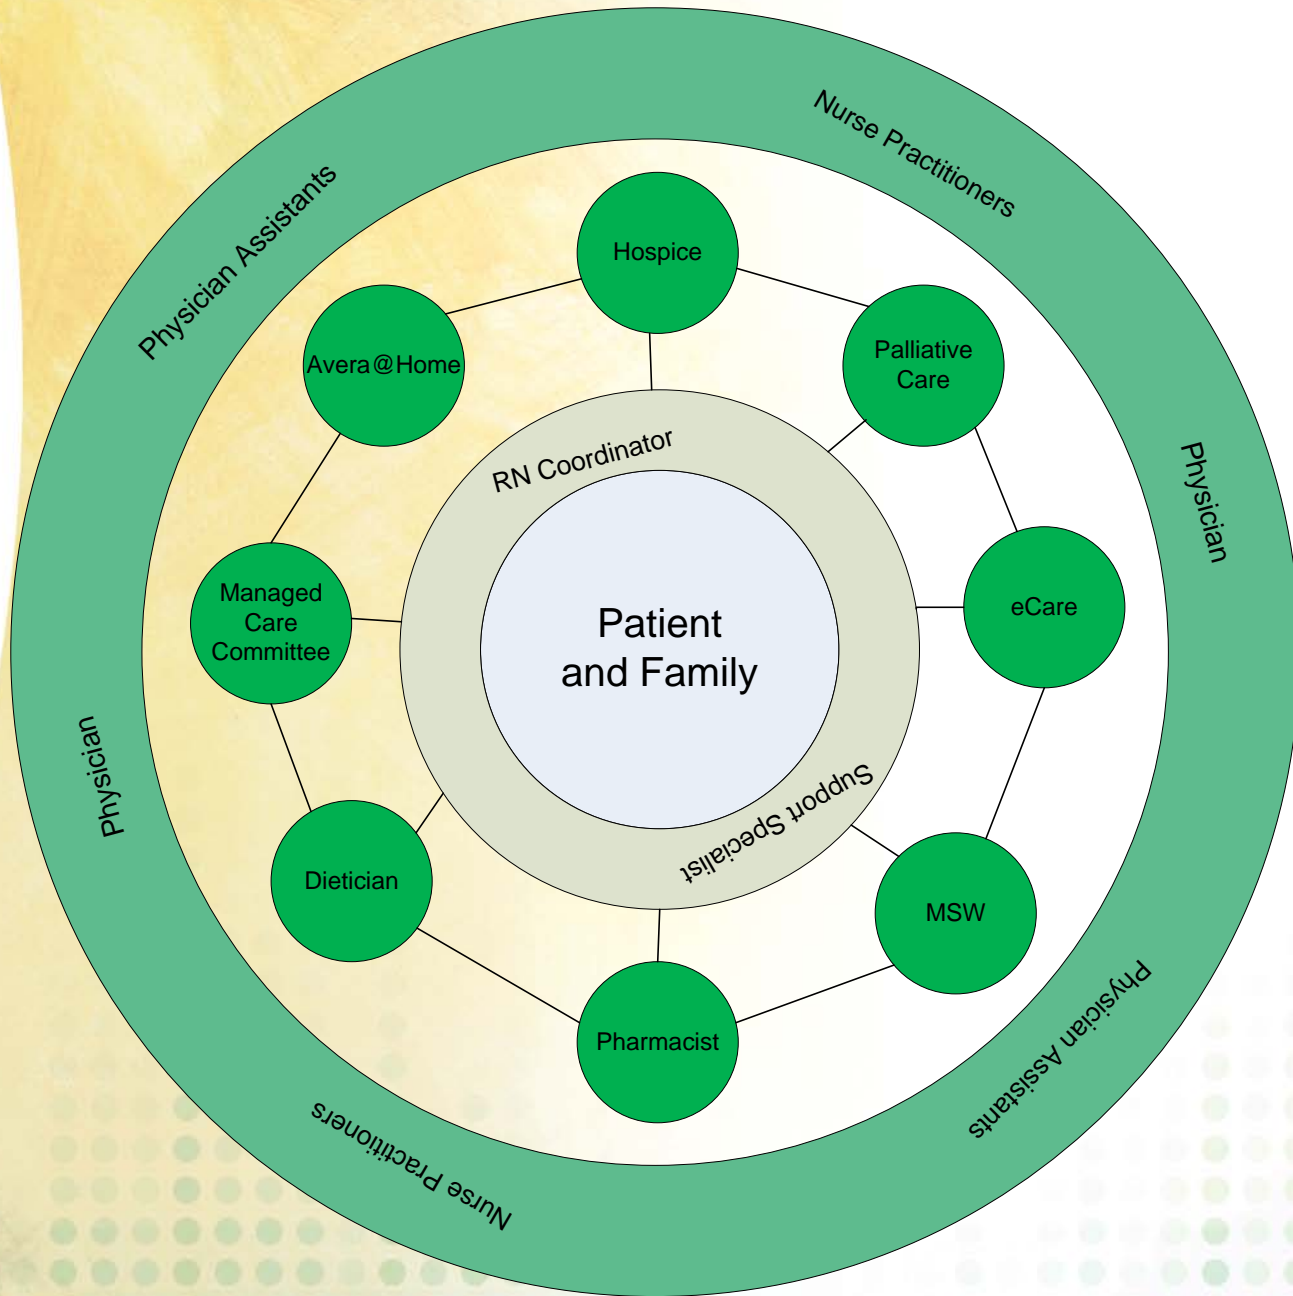 Nurse Practitioners
Physician Assistants
Hospice
Avera@Home
Palliative
Care
RN Coordinator
Physician
Managed
Care
Committee
Patient
and Family
eCare
Physician
Support Specialist
Dietician
MSW
Pharmacist
Physician Assistants
Nurse Practitioners